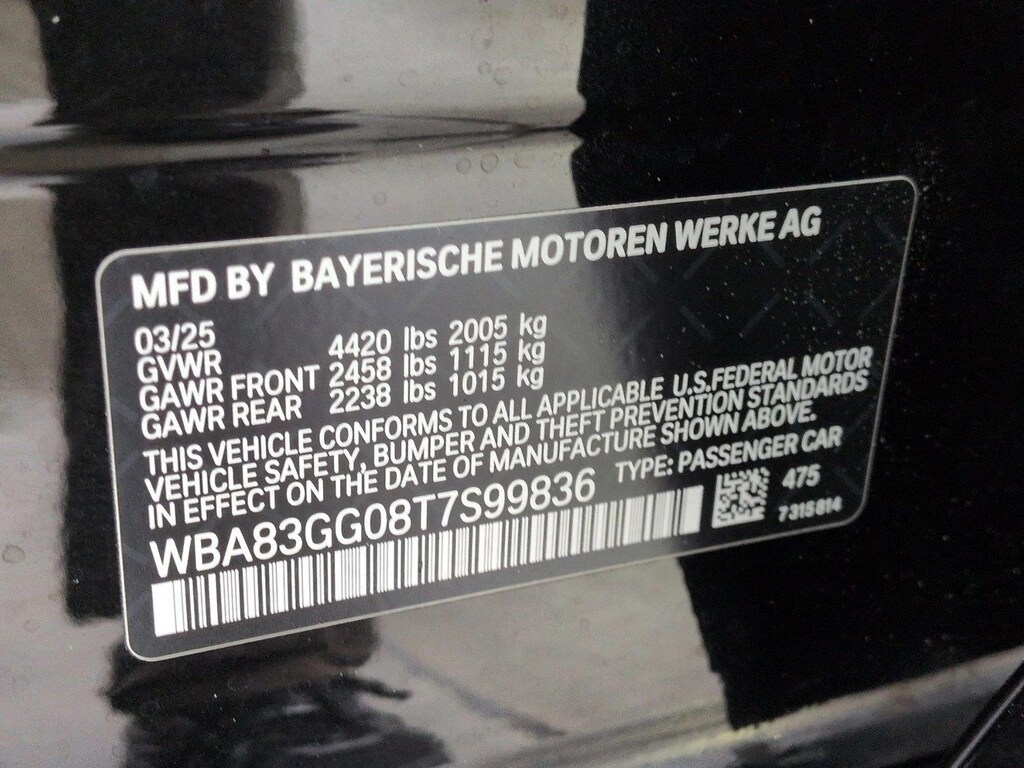 MFD BY BAYERISCHE MOTOREN WERKE AG
03/25
GVWR 4420 lbs 2005 kg
GAWR FRONT 2458 lbs 1115 kg
GAWR REAR 2238 lbs 1015 kg
THIS VEHICLE CONFORMS TO ALL APPLICABLE U.S.FEDERAL MOTOR
VEHICLE SAFETY, BUMPER AND THEFT PREVENTION STANDARDS
IN EFFECT ON THE DATE OF MANUFACTURE SHOWN ABOVE.
WBA83GG08T7S99836 TYPE: PASSENGER CAR
475
7315814